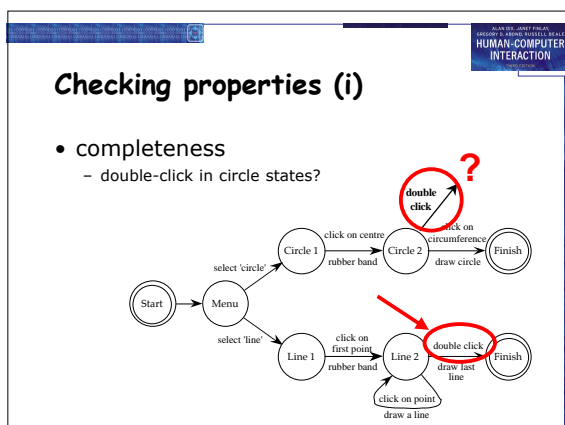 ALAN DIX, JANET FINLAY,
GREGORY D. ABOWD, RUSSELL BEALE
HUMAN-COMPUTER
INTERACTION
THIRD EDITION
Checking properties (i)
• completeness
– double-click in circle states?
?
double
click
click on centre
rubber band
Circle 1
Circle 2
click on
circumference
draw circle
Finish
select 'circle'
Start
Menu
select 'line'
Line 1
click on
first point
rubber band
Line 2
double click
draw last
line
Finish
click on point
draw a line